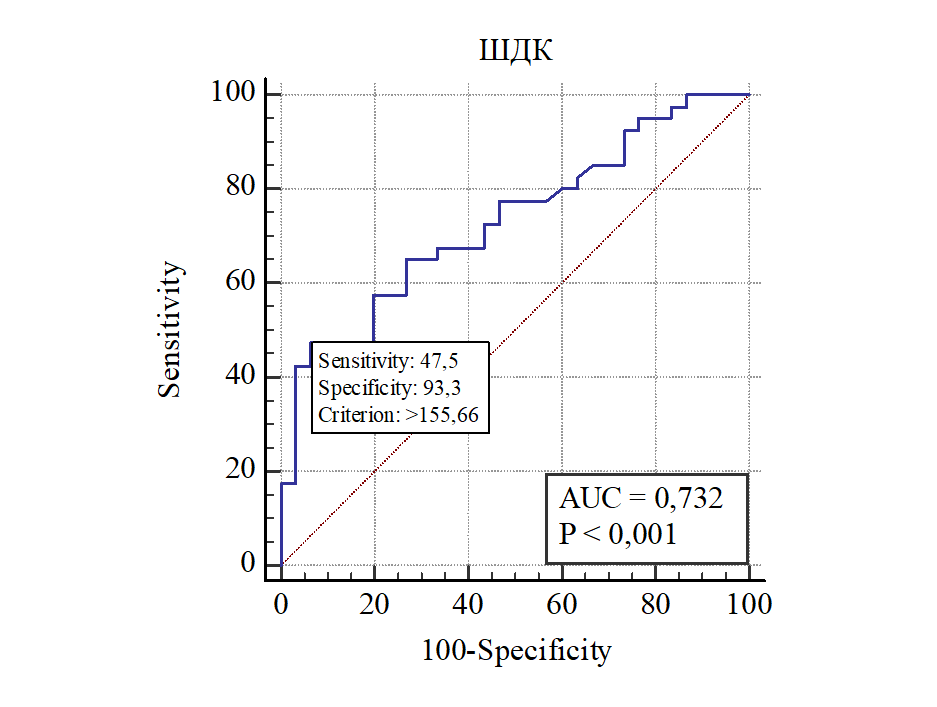 ШДК
100
80
60
40
20
0
Sensitivity
Sensitivity: 47,5
Specificity: 93,3
Criterion: >155,66
AUC = 0,732
P < 0,001
0 20 40 60 80 100
100-Specificity